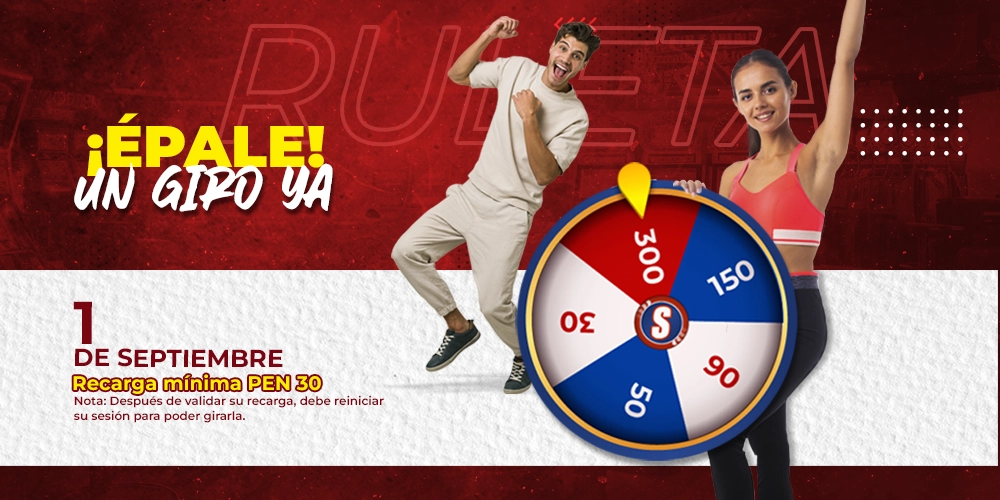 RULETA
¡ÉPALE!
UN GIRO YA
300
150
30
S
90
50
1
DE SEPTIEMBRE
Recarga mínima PEN 30
Nota: Después de validar su recarga, debe reiniciar
su sesión para poder girarla.